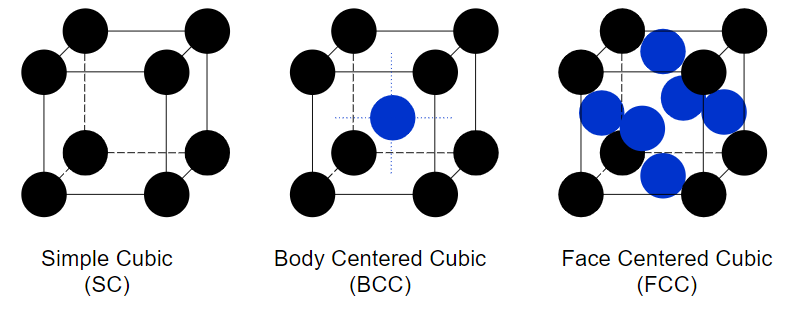 Simple Cubic
(SC)
Body Centered Cubic
(BCC)
Face Centered Cubic
(FCC)